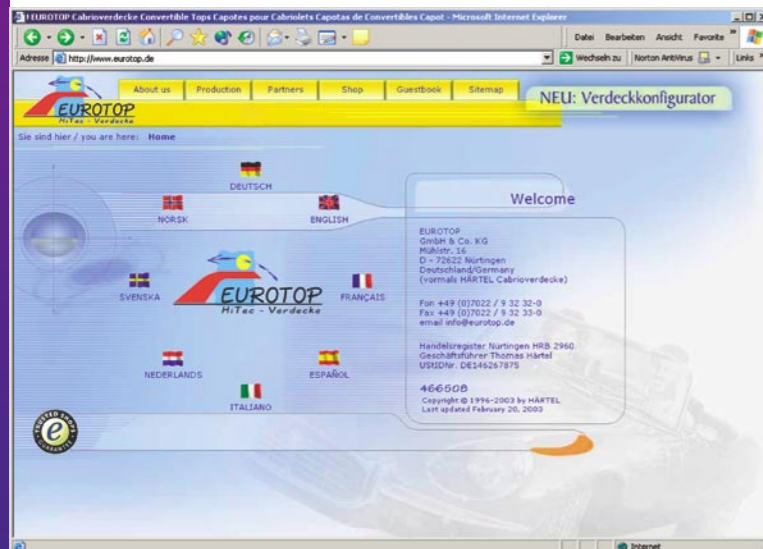 !!EUROTOP Cabrioverdecke Convertible Tops Capotes pour Cabriolets Capotas de Convertibles Capot - Microsoft Internet Explorer
Datei Bearbeiten Ansicht Favorite »
Adresse http://www.eurotop.de Wechseln zu Norton AntiVirus Links »
EUROTOP
HiTec - Verdecke
About us Production Partners Shop Guestbook Sitemap
NEU: Verdeckkonfigurator
Sie sind hier / you are here: Home
DEUTSCH
NORSK
ENGLISH
SVENSKA
EUROTOP
HiTec - Verdecke
FRANÇAIS
NEDERLANDS
ESPAÑOL
ITALIANO
TRUSTED SHOPS
e
GUARANTEE
Welcome
EUROTOP
GmbH & Co. KG
Mühlstr. 16
D - 72622 Nürtingen
Deutschland/Germany
(vormals HÄRTEL Cabrioverdecke)
Fon +49 (0)7022 / 9 32 32-0
Fax +49 (0)7022 / 9 32 33-0
email info@eurotop.de
Handelsregister Nürtingen HRB 2960
Geschäftsführer Thomas Härtel
UStIDNr. DE146267875
466508
Copyright © 1996-2003 by HÄRTEL
Last updated February 20, 2003
Internet